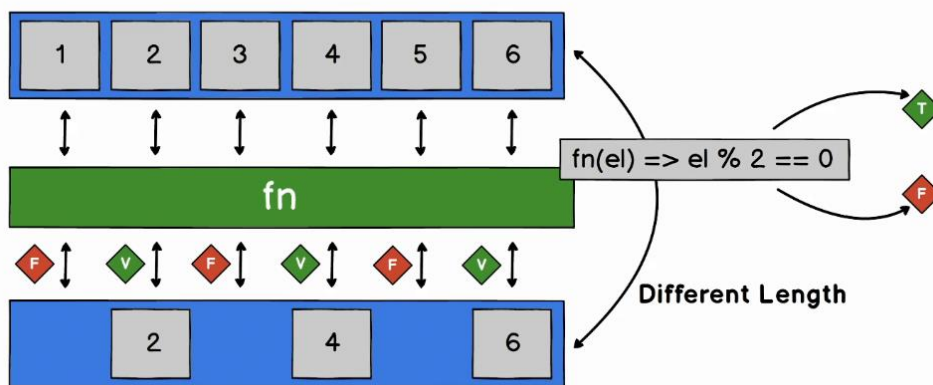 1 2 3 4 5 6
T
fn(el) => el % 2 == 0
fn
F
F V F V F V
Different Length
2 4 6